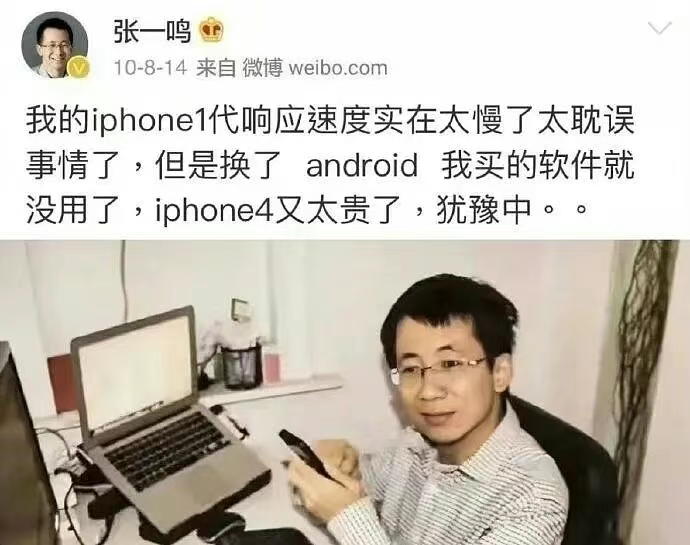 张一鸣
10-8-14 来自 微博 weibo.com
我的iphone1代响应速度实在太慢了太耽误
事情了，但是换了 android 我买的软件就
没用了，iphone4又太贵了，犹豫中。。